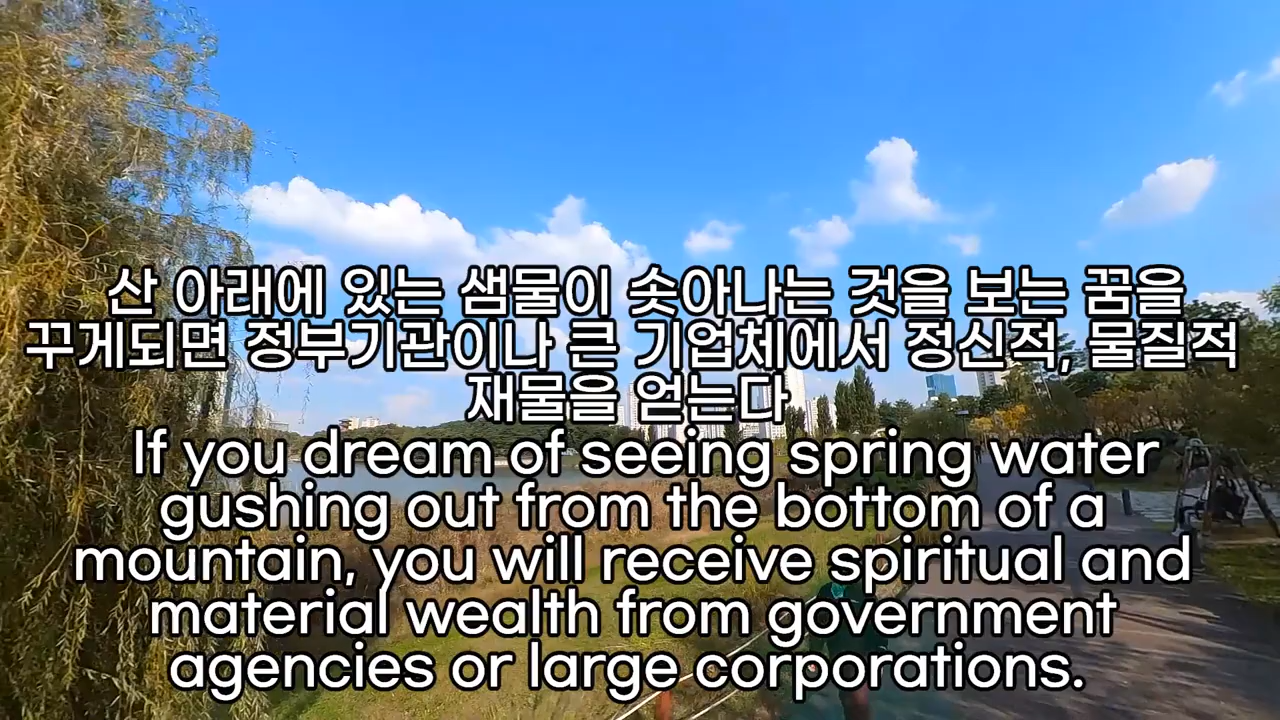 산 아래에 있는 샘물이 솟아나는 것을 보는 꿈을
꾸게되면 정부기관이나 큰 기업체에서 정신적, 물질적
재물을 얻는다
If you dream of seeing spring water
gushing out from the bottom of a
mountain, you will receive spiritual and
material wealth from government
agencies or large corporations.